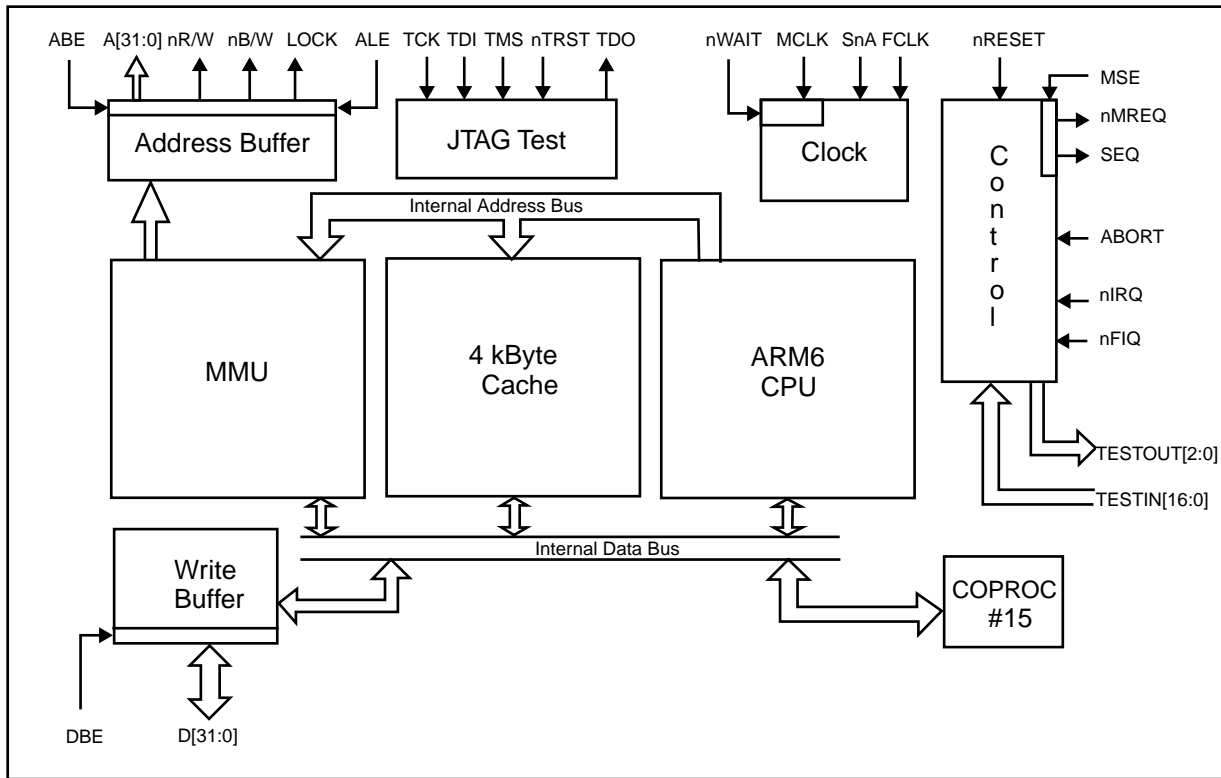 ABE A[31:0] nR/W nB/W LOCK ALE TCK TDI TMS nTRST TDO nWAIT MCLK SnA FCLK nRESET
MSE
nMREQ
SEQ
Address Buffer
JTAG Test
Clock
Control
Internal Address Bus
ABORT
nIRQ
nFIQ
MMU
4 kByte
Cache
ARM6
CPU
TESTOUT[2:0]
TESTIN[16:0]
Internal Data Bus
Write
Buffer
COPROC
#15
DBE
D[31:0]